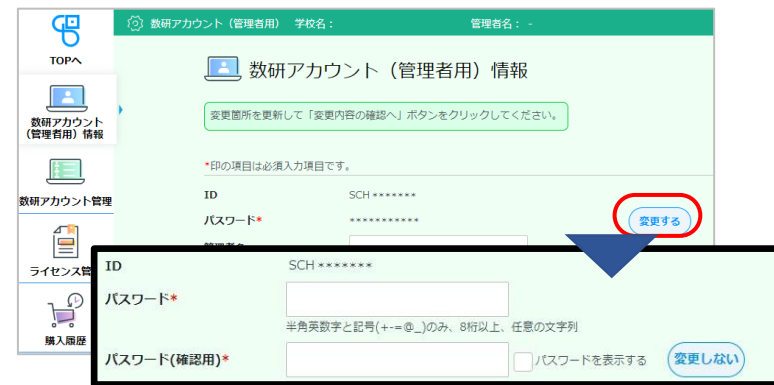 TOPへ
数研アカウント（管理者用） 学校名： 管理者名： -
数研アカウント（管理者用）情報
変更箇所を更新して「変更内容の確認へ」ボタンをクリックしてください。
*印の項目は必須入力項目です。
数研アカウント
（管理者用）情報
数研アカウント管理
ライセンス管
購入履歴
ID SCH*******
パスワード* ***********
変更する
ID SCH*******
パスワード*
半角英数字と記号(+-=@_)のみ、8桁以上、任意の文字列
パスワード(確認用)*
パスワードを表示する
変更しない